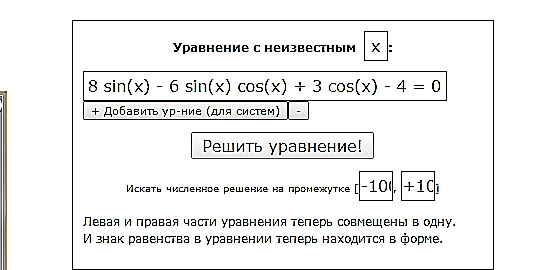 Уравнение с неизвестным x :
8 sin(x) - 6 sin(x) cos(x) + 3 cos(x) - 4 = 0
+ Добавить ур-ние (для систем) -
Решить уравнение!
Искать численное решение на промежутке [ -10 , +10 ]
Левая и правая части уравнения теперь совмещены в одну.
И знак равенства в уравнении теперь находится в форме.